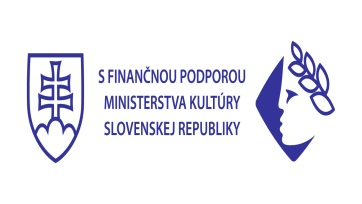 S FINANČNOU PODPOROU
MINISTERSTVA KULTÚRY
SLOVENSKEJ REPUBLIKY